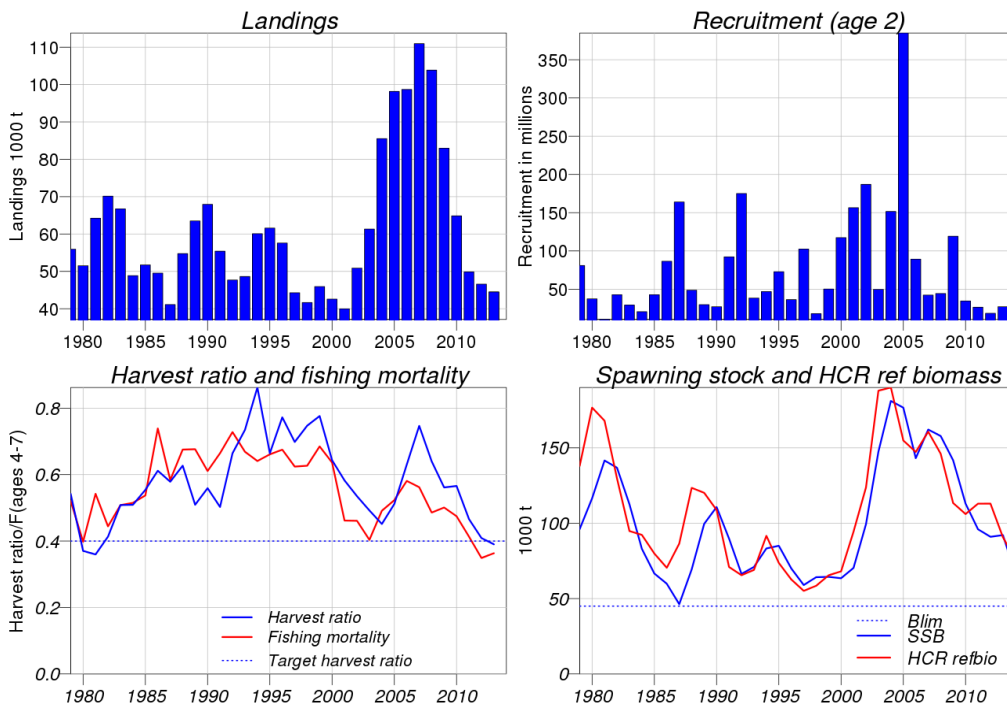 Landings
Landings 1000 t
110
100
90
80
70
60
50
40
1980 1985 1990 1995 2000 2005 2010
Recruitment (age 2)
Recruitment in millions
350
300
250
200
150
100
50
1980 1985 1990 1995 2000 2005 2010
Harvest ratio and fishing mortality
Harvest ratio/F(ages 4-7)
0.8
0.6
0.4
0.2
0.0
Harvest ratio
Fishing mortality
Target harvest ratio
1980 1985 1990 1995 2000 2005 2010
Spawning stock and HCR ref biomass
1000 t
150
100
50
0
Blim
SSB
HCR refbio
1980 1985 1990 1995 2000 2005 2010